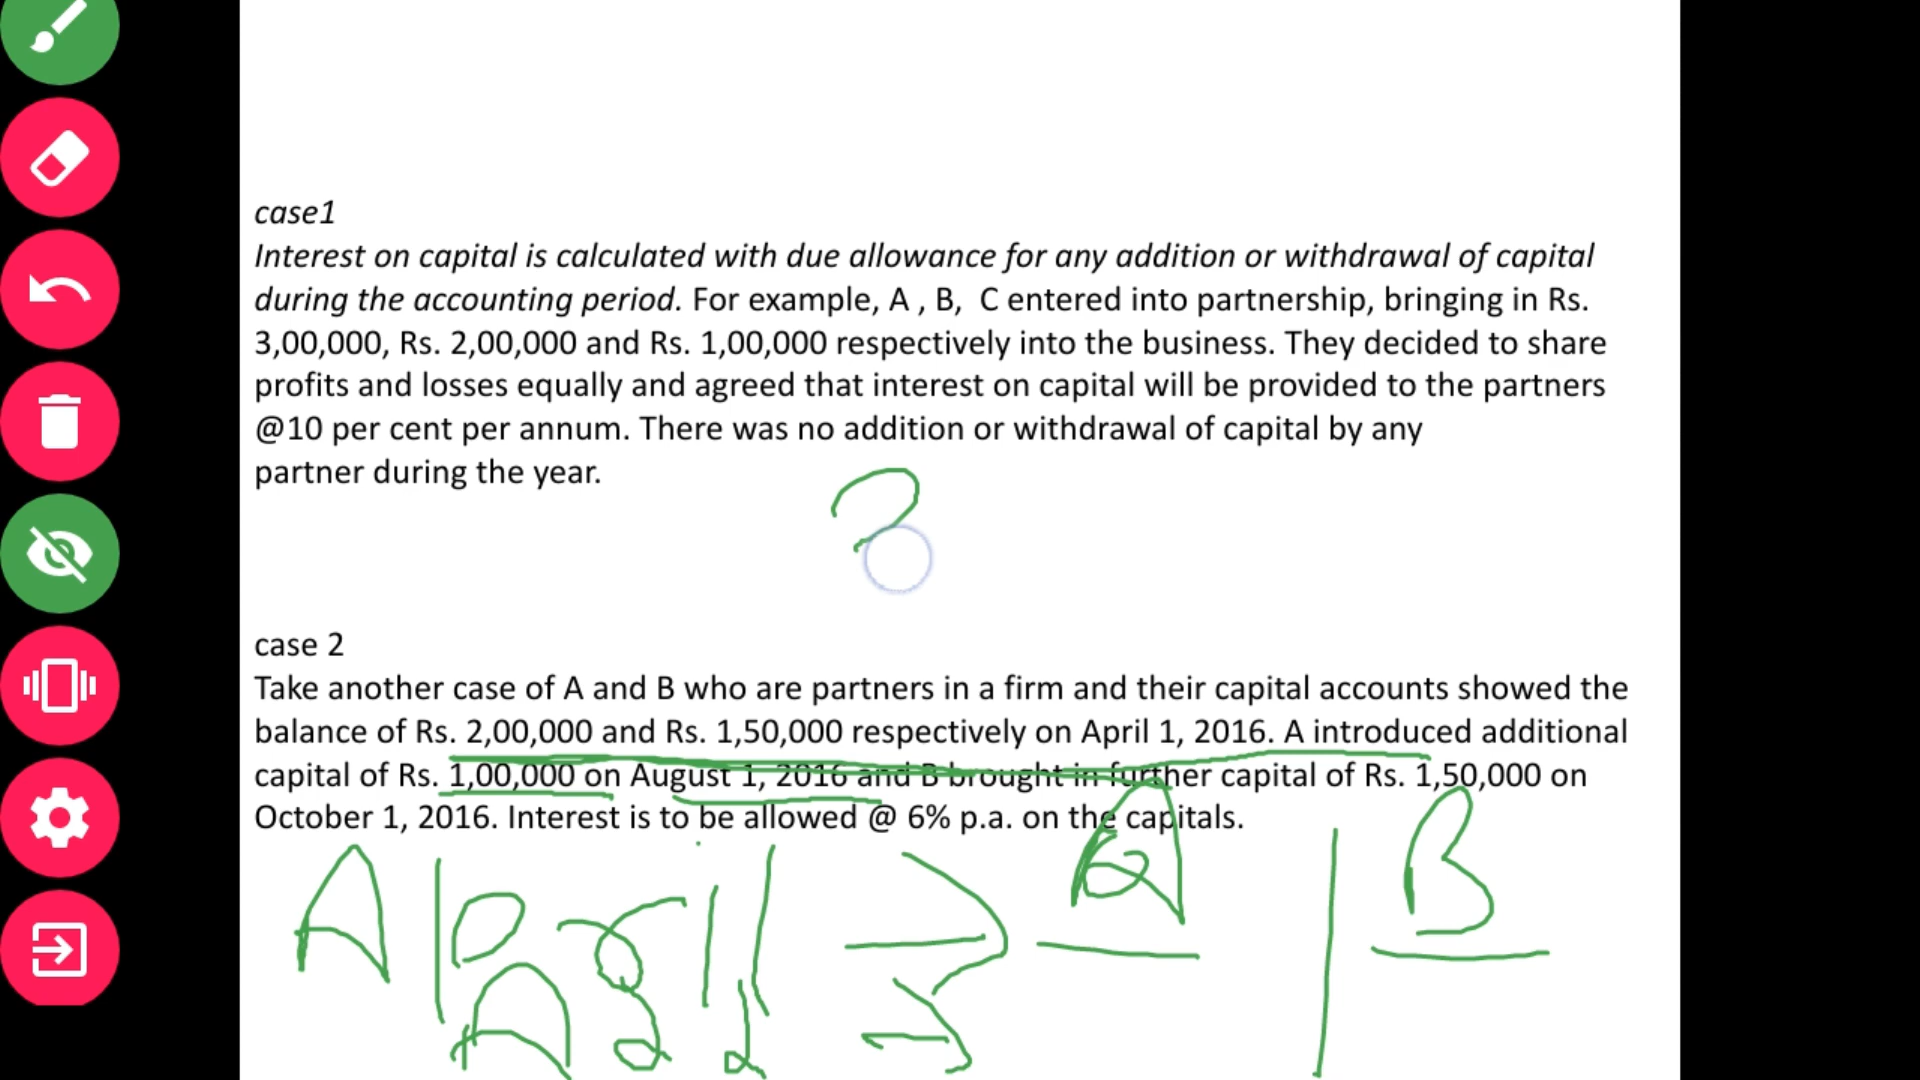 case1
Interest on capital is calculated with due allowance for any addition or withdrawal of capital
during the accounting period. For example, A , B, C entered into partnership, bringing in Rs.
3,00,000, Rs. 2,00,000 and Rs. 1,00,000 respectively into the business. They decided to share
profits and losses equally and agreed that interest on capital will be provided to the partners
@10 per cent per annum. There was no addition or withdrawal of capital by any
partner during the year.
case 2
Take another case of A and B who are partners in a firm and their capital accounts showed the
balance of Rs. 2,00,000 and Rs. 1,50,000 respectively on April 1, 2016. A introduced additional
capital of Rs. 1,00,000 on August 1, 2016 and B brought in further capital of Rs. 1,50,000 on
October 1, 2016. Interest is to be allowed @ 6% p.a. on the capitals.
A B